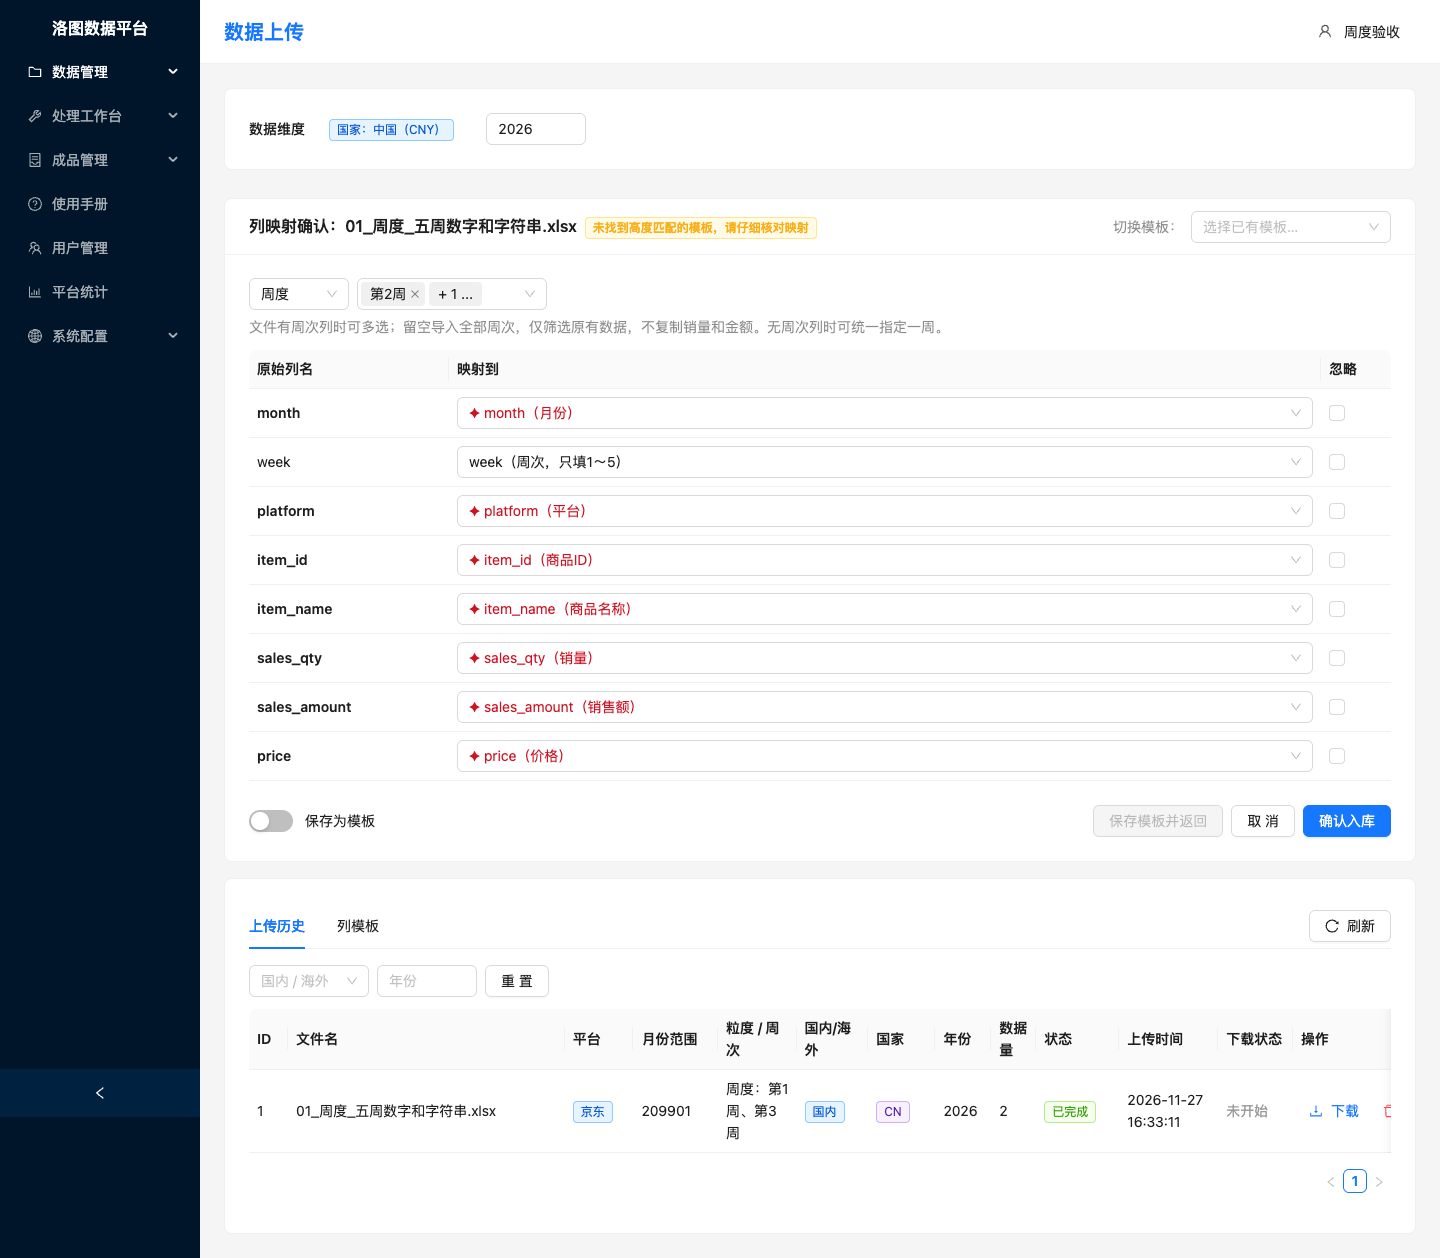 洛图数据平台
数据管理
处理工作台
成品管理
使用手册
用户管理
平台统计
系统配置
数据上传
周度验收
数据维度
国家：中国（CNY）
2026
列映射确认：01_周度_五周数字和字符串.xlsx
未找到高度匹配的模板，请仔细核对映射
切换模板：
选择已有模板...
周度
第2周
+ 1 ...
文件有周次列时可多选；留空导入全部周次，仅筛选原有数据，不复制销量和金额。无周次列时可统一指定一周。
原始列名 映射到 忽略
month ✦ month（月份）
week week（周次，只填1～5）
platform ✦ platform（平台）
item_id ✦ item_id（商品ID）
item_name ✦ item_name（商品名称）
sales_qty ✦ sales_qty（销量）
sales_amount ✦ sales_amount（销售额）
price ✦ price（价格）
保存为模板
保存模板并返回
取 消
确认入库
上传历史
列模板
刷新
国内 / 海外
年份
重 置
ID 文件名 平台 月份范围 粒度 / 周次 国内/海外 国家 年份 数据量 状态 上传时间 下载状态 操作
1 01_周度_五周数字和字符串.xlsx 京东 209901 周度：第1周、第3周 国内 CN 2026 2 已完成 2026-11-27 16:33:11 未开始 下载
1